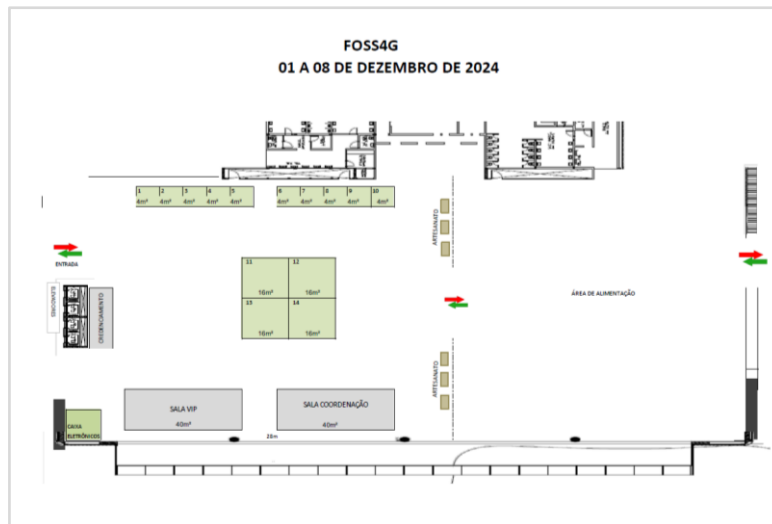 FOSS4G
01 A 08 DE DEZEMBRO DE 2024
1 2 3 4 5
4m² 4m² 4m² 4m² 4m²
6 7 8 9 10
4m² 4m² 4m² 4m² 4m²
ARTESANATO
ENTRADA
11 12
16m² 16m²
13 14
16m² 16m²
ÁREA DE ALIMENTAÇÃO
ELEVADORES
CREDENCIAMENTO
ARTESANATO
SALA VIP
40m²
SALA COORDENAÇÃO
40m²
CAIXA
ELETRÔNICOS